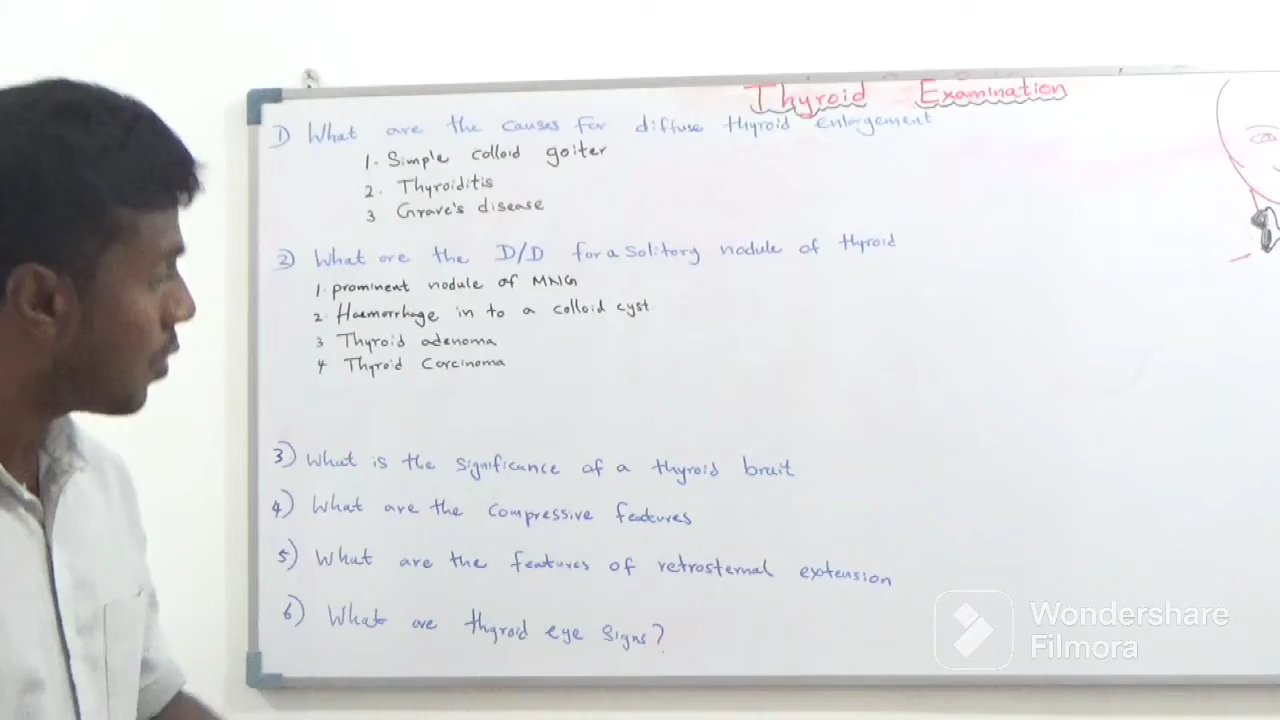 Thyroid Examination
1) What are the causes for diffuse thyroid enlargement
1. Simple colloid goiter
2. Thyroiditis
3 Grave's disease
2) What are the D/D for a solitory nodule of thyroid
1. prominent nodule of MNG
2. Haemorrhage in to a colloid cyst.
3 Thyroid adenoma
4 Thyroid Carcinoma
3) What is the significance of a thyroid bruit
4) What are the compressive features
5) What are the features of retrosternal extension
6) What are thyroid eye signs?
Wondershare
Filmora